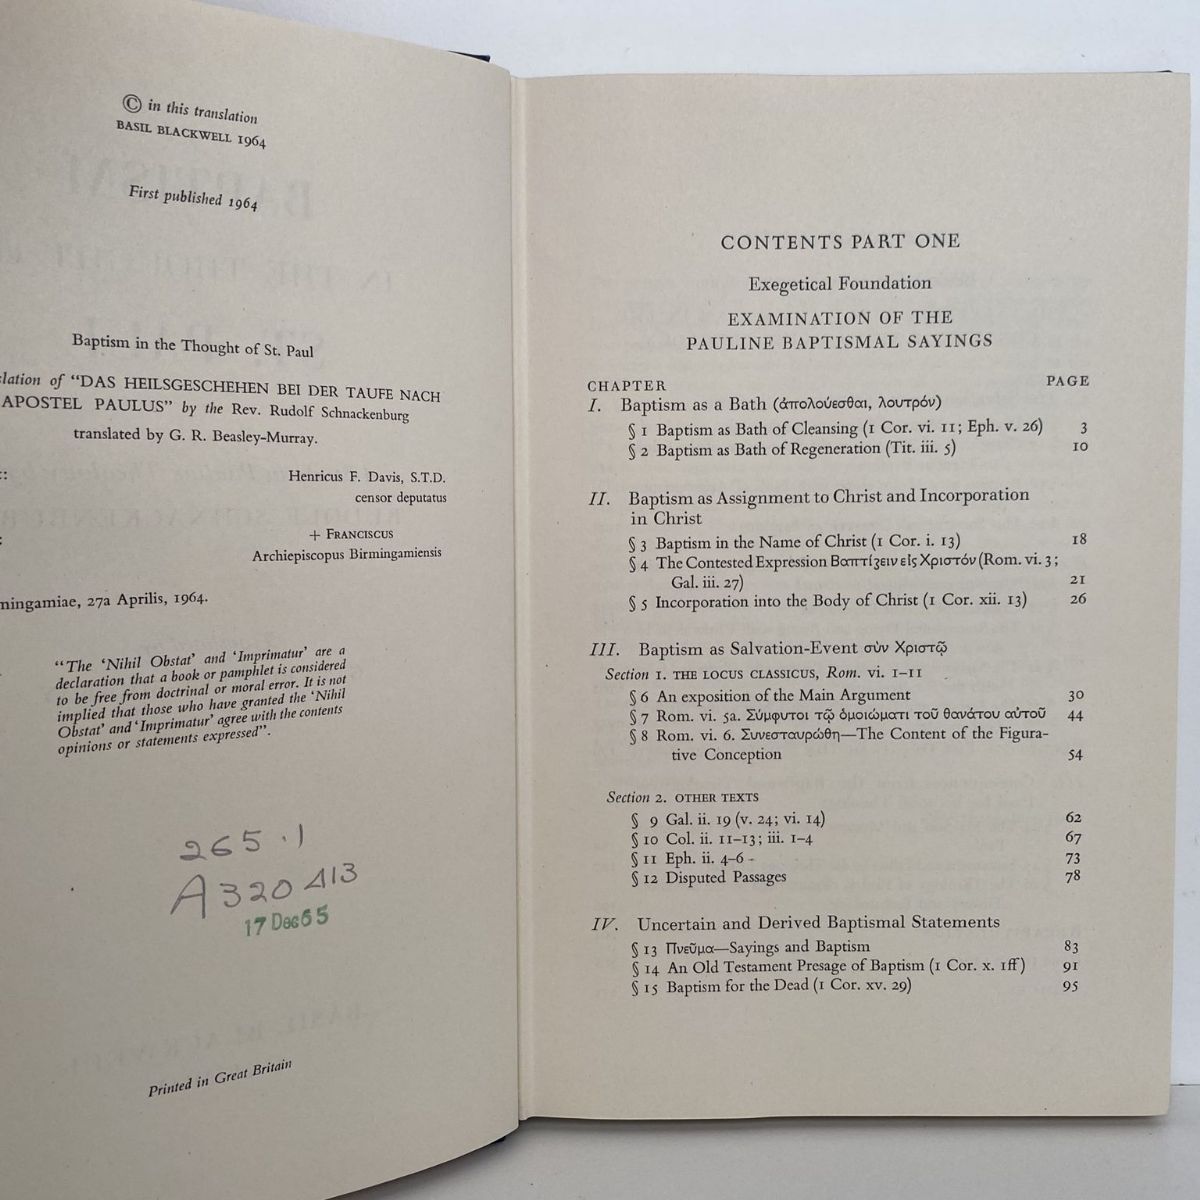 © in this translation
BASIL BLACKWELL 1964
First published 1964
Baptism in the Thought of St. Paul
lation of “DAS HEILSGESCHEHEN BEI DER TAUFE NACH
APOSTEL PAULUS” by the Rev. Rudolf Schnackenburg
translated by G. R. Beasley-Murray.
Henricus F. Davis, S.T.D.
censor deputatus
+ FRANCISCUS
Archiepiscopus Birmingamiensis
mingamiae, 27a Aprilis, 1964.
“The ‘Nihil Obstat’ and ‘Imprimatur’ are a
declaration that a book or pamphlet is considered
to be free from doctrinal or moral error. It is not
implied that those who have granted the ‘Nihil
Obstat’ and ‘Imprimatur’ agree with the contents
opinions or statements expressed”.
265.1
A320413
17 Dec 65
Printed in Great Britain
CONTENTS PART ONE
Exegetical Foundation
EXAMINATION OF THE
PAULINE BAPTISMAL SAYINGS
CHAPTER PAGE
I. Baptism as a Bath (ἀπολούεσθαι, λουτρόν)
§ 1 Baptism as Bath of Cleansing (1 Cor. vi. 11; Eph. v. 26) 3
§ 2 Baptism as Bath of Regeneration (Tit. iii. 5) 10
II. Baptism as Assignment to Christ and Incorporation
in Christ
§ 3 Baptism in the Name of Christ (1 Cor. i. 13) 18
§ 4 The Contested Expression Βαπτίζειν εἰς Χριστόν (Rom. vi. 3;
Gal. iii. 27) 21
§ 5 Incorporation into the Body of Christ (1 Cor. xii. 13) 26
III. Baptism as Salvation-Event σὺν Χριστῷ
Section 1. THE LOCUS CLASSICUS, Rom. vi. 1–11
§ 6 An exposition of the Main Argument 30
§ 7 Rom. vi. 5a. Σύμφυτοι τῷ ὁμοιώματι τοῦ θανάτου αὐτοῦ 44
§ 8 Rom. vi. 6. Συνεσταυρώθη—The Content of the Figura-
tive Conception 54
Section 2. OTHER TEXTS
§ 9 Gal. ii. 19 (v. 24; vi. 14) 62
§ 10 Col. ii. 11–13; iii. 1–4 67
§ 11 Eph. ii. 4–6 - 73
§ 12 Disputed Passages 78
IV. Uncertain and Derived Baptismal Statements
§ 13 Πνεῦμα—Sayings and Baptism 83
§ 14 An Old Testament Presage of Baptism (1 Cor. x. 1ff) 91
§ 15 Baptism for the Dead (1 Cor. xv. 29) 95